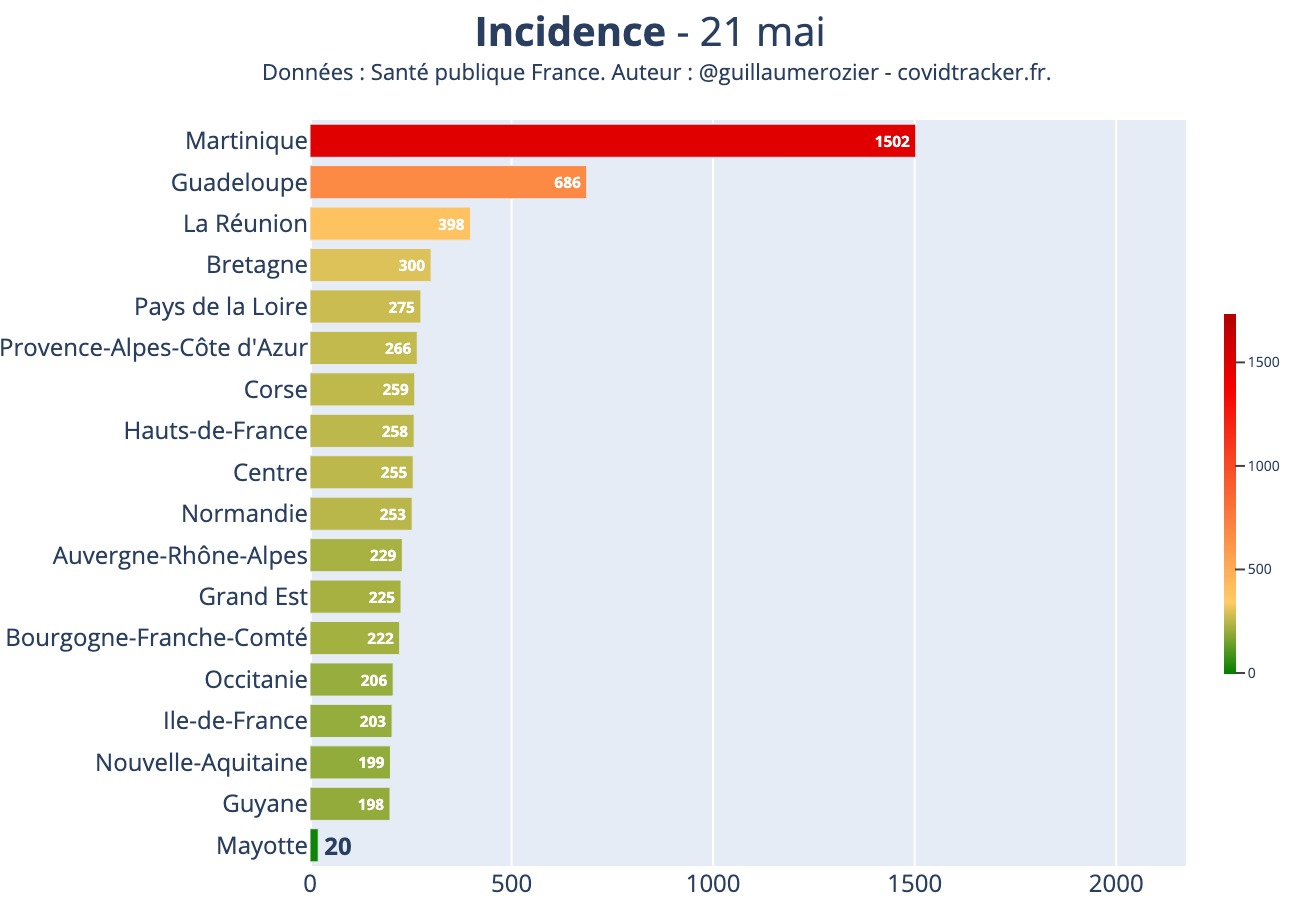 Incidence - 21 mai
Données : Santé publique France. Auteur : @guillaumerozier - covidtracker.fr.
Martinique 1502
Guadeloupe 686
La Réunion 398
Bretagne 300
Pays de la Loire 275
Provence-Alpes-Côte d'Azur 266
Corse 259
Hauts-de-France 258
Centre 255
Normandie 253
Auvergne-Rhône-Alpes 229
Grand Est 225
Bourgogne-Franche-Comté 222
Occitanie 206
Ile-de-France 203
Nouvelle-Aquitaine 199
Guyane 198
Mayotte 20
0 500 1000 1500 2000
1500
1000
500
0